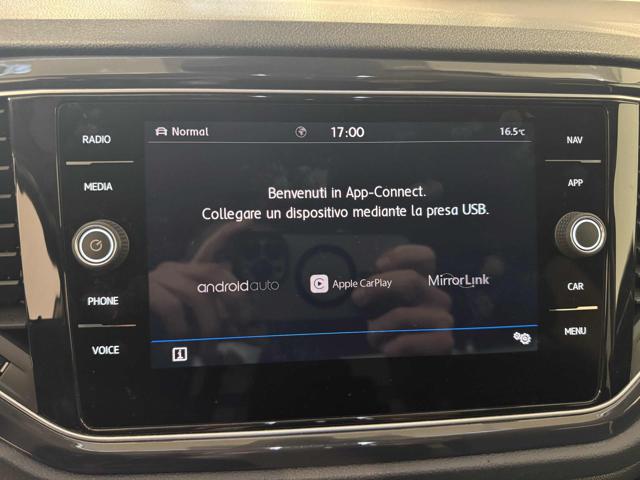 RADIO
MEDIA
PHONE
VOICE
Normal 17:00 16.5°C
Benvenuti in App-Connect.
Collegare un dispositivo mediante la presa USB.
androidauto Apple CarPlay MirrorLink
NAV
APP
CAR
MENU